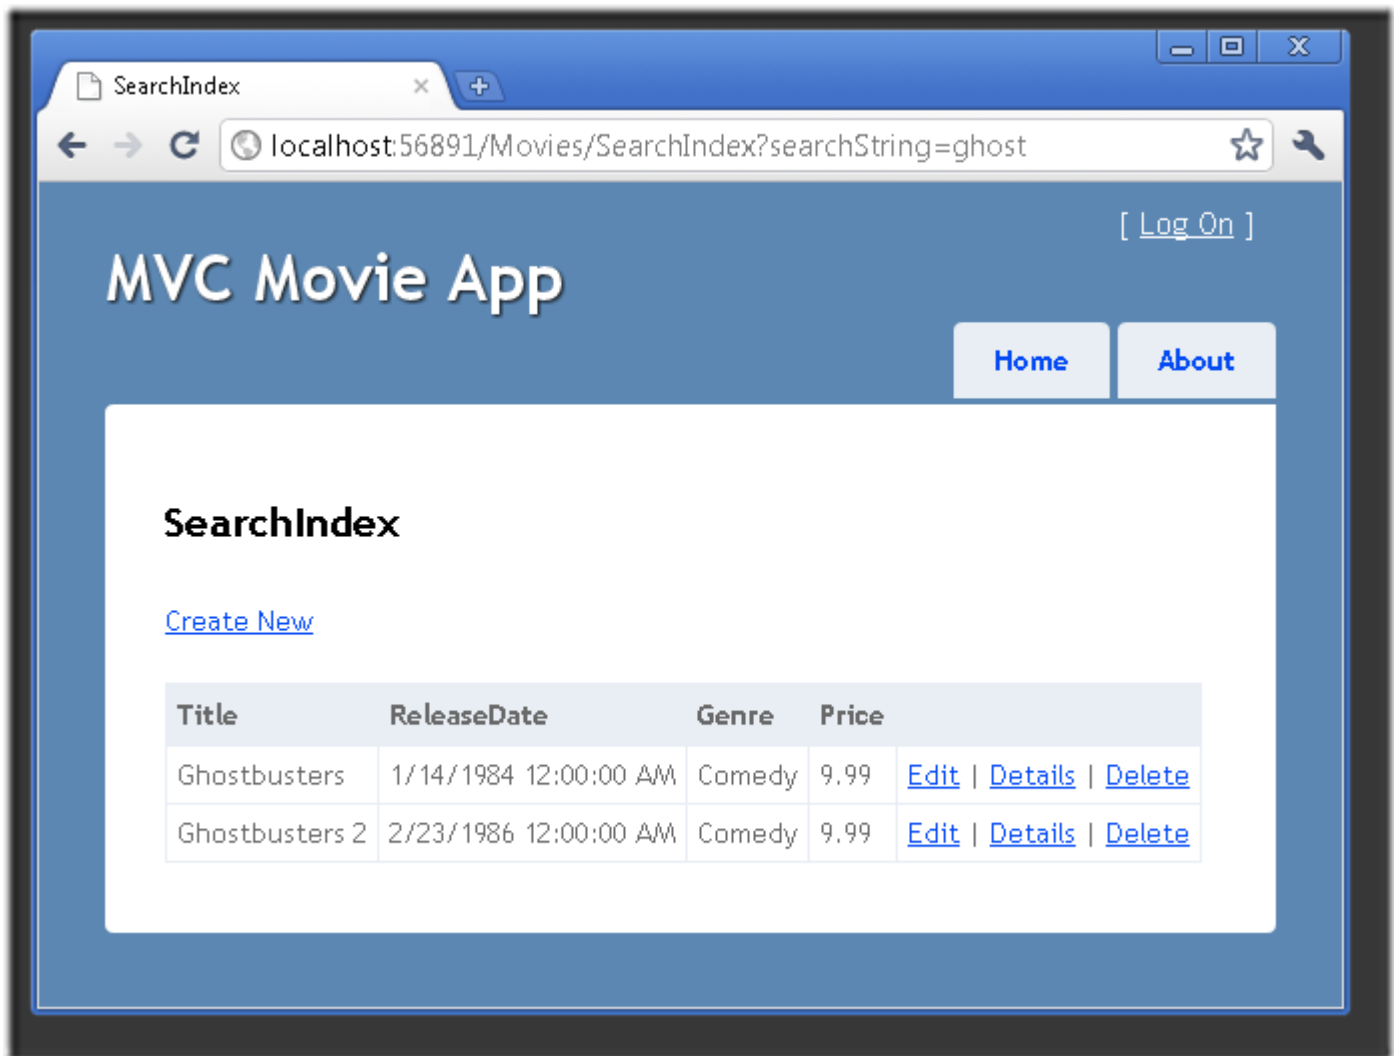 SearchIndex
localhost:56891/Movies/SearchIndex?searchString=ghost
[ Log On ]
MVC Movie App
Home About
SearchIndex
Create New
Title ReleaseDate Genre Price
Ghostbusters 1/14/1984 12:00:00 AM Comedy 9.99 Edit | Details | Delete
Ghostbusters 2 2/23/1986 12:00:00 AM Comedy 9.99 Edit | Details | Delete